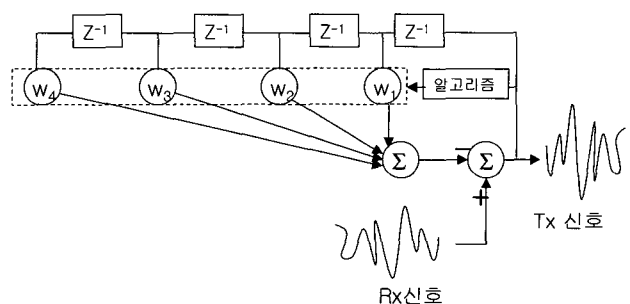 Z⁻¹ Z⁻¹ Z⁻¹ Z⁻¹
W₄ W₃ W₂ W₁ 알고리즘
Σ − Σ
+
Tx 신호
Rx신호